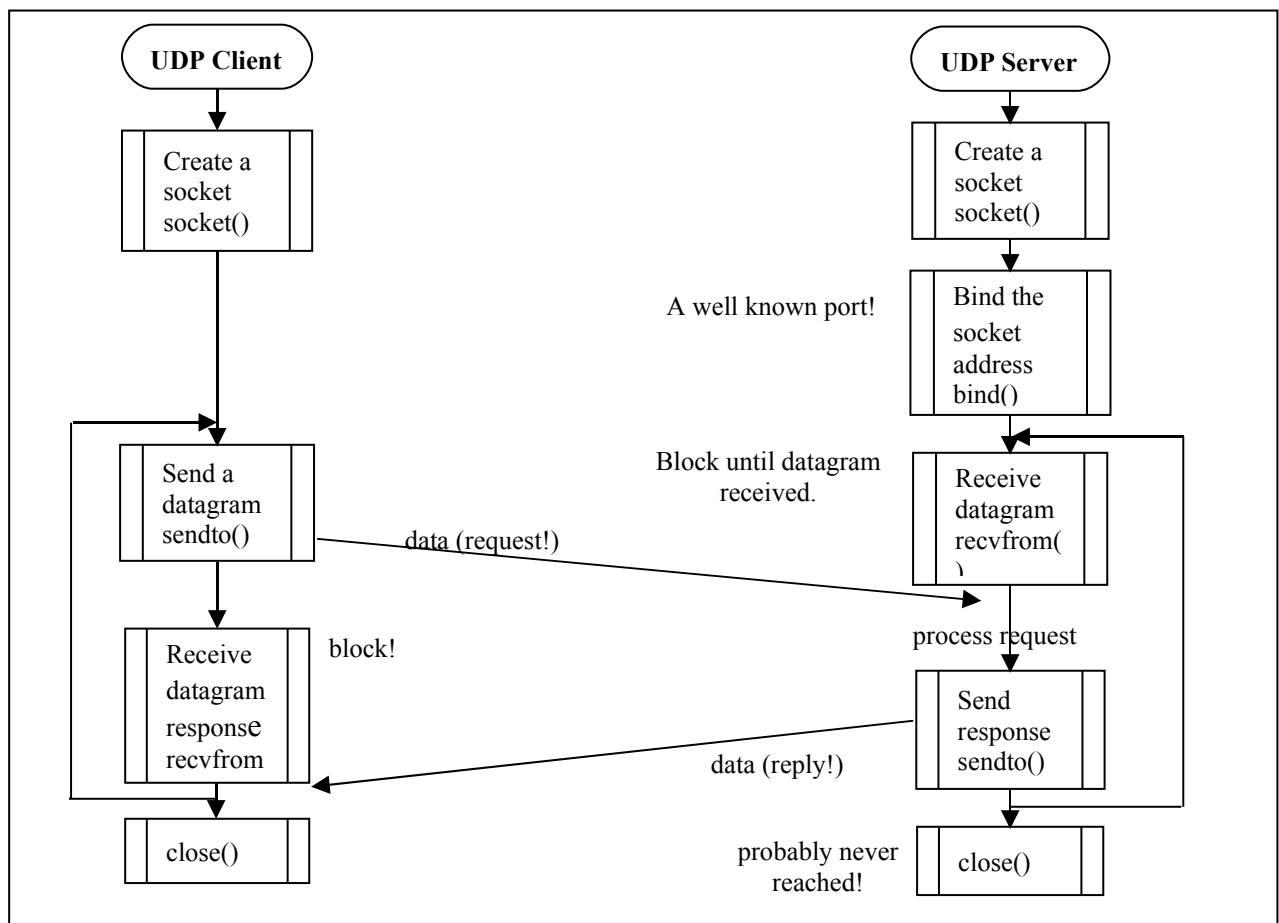 UDP Client
Create a
socket
socket()
Send a
datagram
sendto()
data (request!)
Receive
datagram
response
recvfrom
block!
close()
UDP Server
Create a
socket
socket()
A well known port!
Bind the
socket
address
bind()
Block until datagram
received.
Receive
datagram
recvfrom(
)
process request
Send
response
sendto()
data (reply!)
probably never
reached!
close()